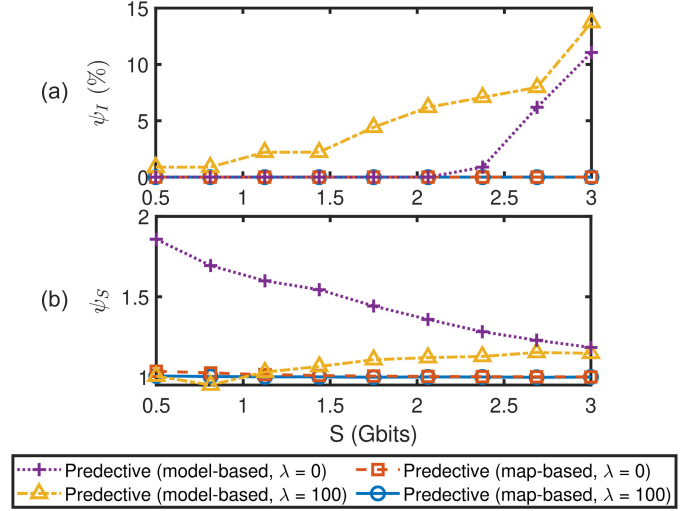 15
10
5
0
(a)
ψ_I (%)
0.5 1 1.5 2 2.5 3
2
1.5
1
(b)
ψ_S
0.5 1 1.5 2 2.5 3
S (Gbits)
Predective (model-based, λ = 0) Predective (map-based, λ = 0)
Predective (model-based, λ = 100) Predective (map-based, λ = 100)